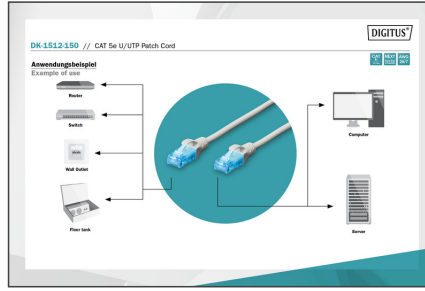 DIGITUS®
DK-1512-150 // CAT 5e U/UTP Patch Cord
Anwendungsbeispiel
Example of use
Router
Switch
Wall Outlet
Floor tank
Computer
Server